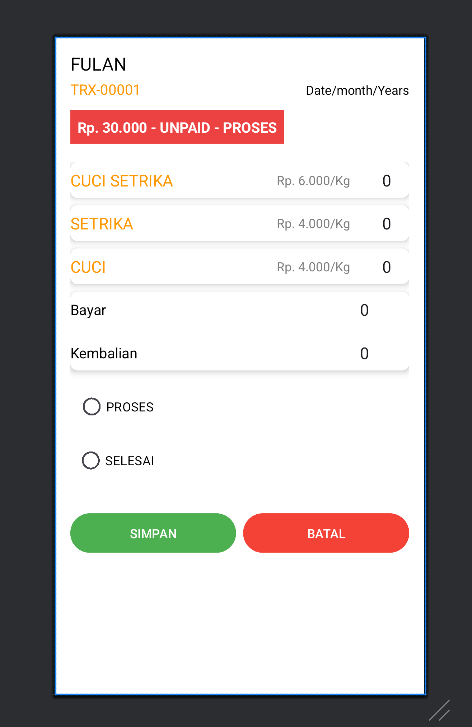 FULAN
TRX-00001 Date/month/Years
Rp. 30.000 - UNPAID - PROSES
CUCI SETRIKA Rp. 6.000/Kg 0
SETRIKA Rp. 4.000/Kg 0
CUCI Rp. 4.000/Kg 0
Bayar 0
Kembalian 0
PROSES
SELESAI
SIMPAN BATAL